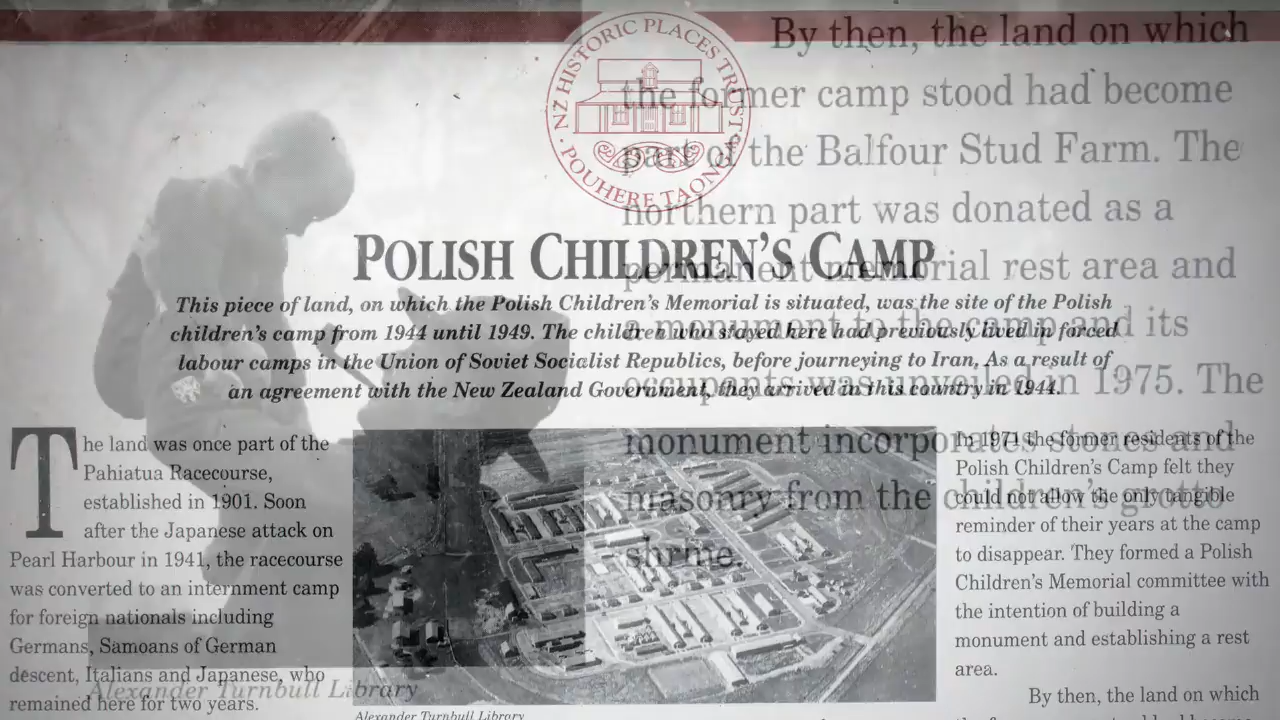 NZ HISTORIC PLACES TRUST
POUHERE TAONGA
POLISH CHILDREN'S CAMP
This piece of land, on which the Polish Children's Memorial is situated, was the site of the Polish
children's camp from 1944 until 1949. The children who stayed here had previously lived in forced
labour camps in the Union of Soviet Socialist Republics, before journeying to Iran. As a result of
an agreement with the New Zealand Government, they arrived in this country in 1944.
The land was once part of the
Pahiatua Racecourse,
established in 1901. Soon
after the Japanese attack on
Pearl Harbour in 1941, the racecourse
was converted to an internment camp
for foreign nationals including
Germans, Samoans of German
descent, Italians and Japanese, who
remained here for two years.
Alexander Turnbull Library
Alexander Turnbull Library
In 1971 the former residents of the
Polish Children's Camp felt they
could not allow the only tangible
reminder of their years at the camp
to disappear. They formed a Polish
Children's Memorial committee with
the intention of building a
monument and establishing a rest
area.
By then, the land on which
By then, the land on which
the former camp stood had become
part of the Balfour Stud Farm. The
northern part was donated as a
permanent memorial rest area and
a monument to the camp and its
occupants was unveiled in 1975. The
monument incorporates stones and
masonry from the children's grotto
shrine.